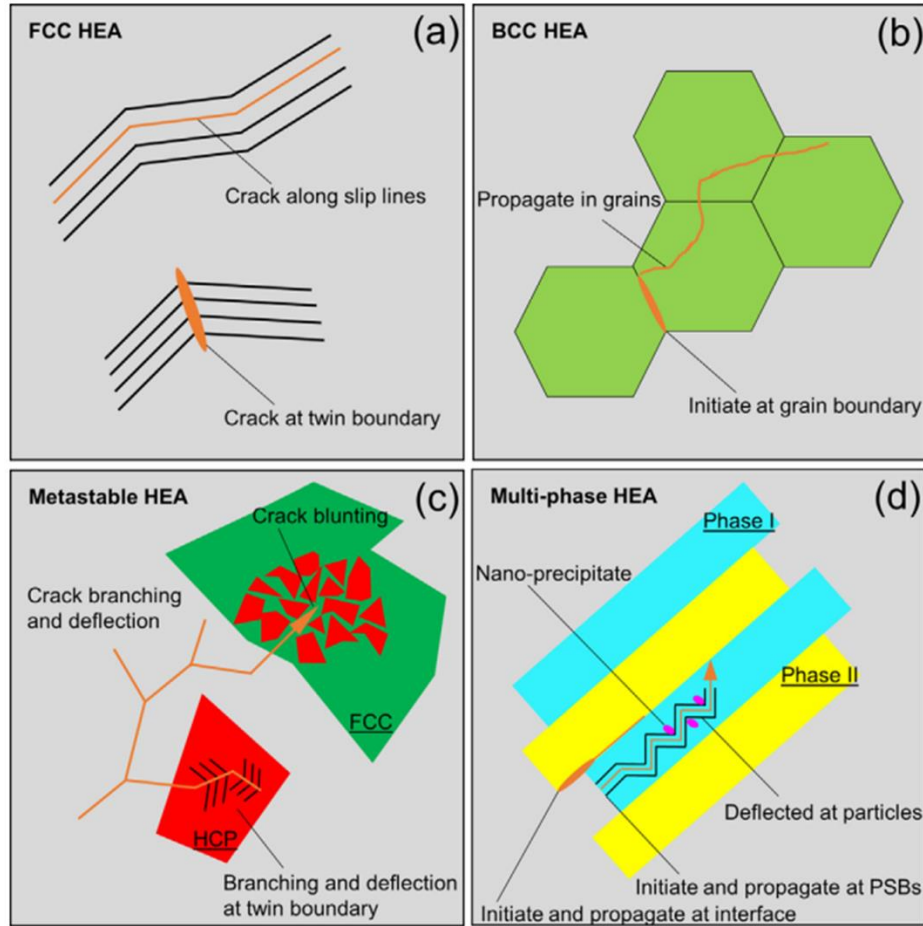 FCC HEA
(a)
Crack along slip lines
Crack at twin boundary
BCC HEA
(b)
Propagate in grains
Initiate at grain boundary
Metastable HEA
(c)
Crack blunting
Crack branching
and deflection
FCC
HCP
Branching and deflection
at twin boundary
Multi-phase HEA
(d)
Phase I
Nano-precipitate
Phase II
Deflected at particles
Initiate and propagate at PSBs
Initiate and propagate at interface